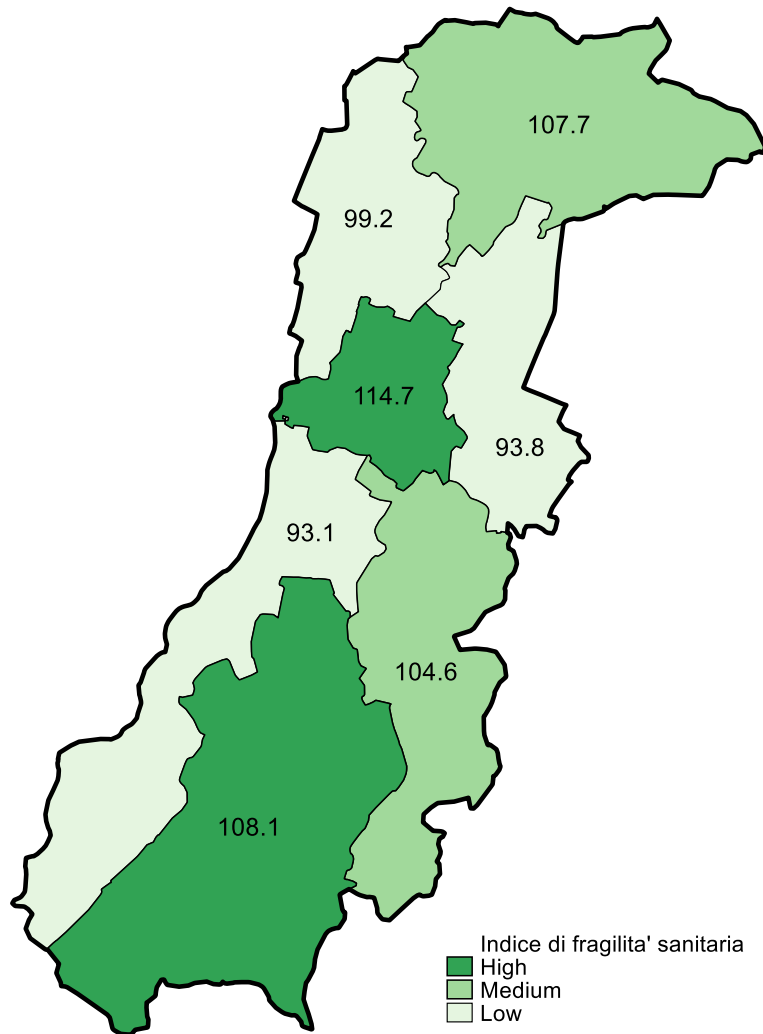 107.7
99.2
114.7
93.8
93.1
104.6
108.1
Indice di fragilita' sanitaria
High
Medium
Low